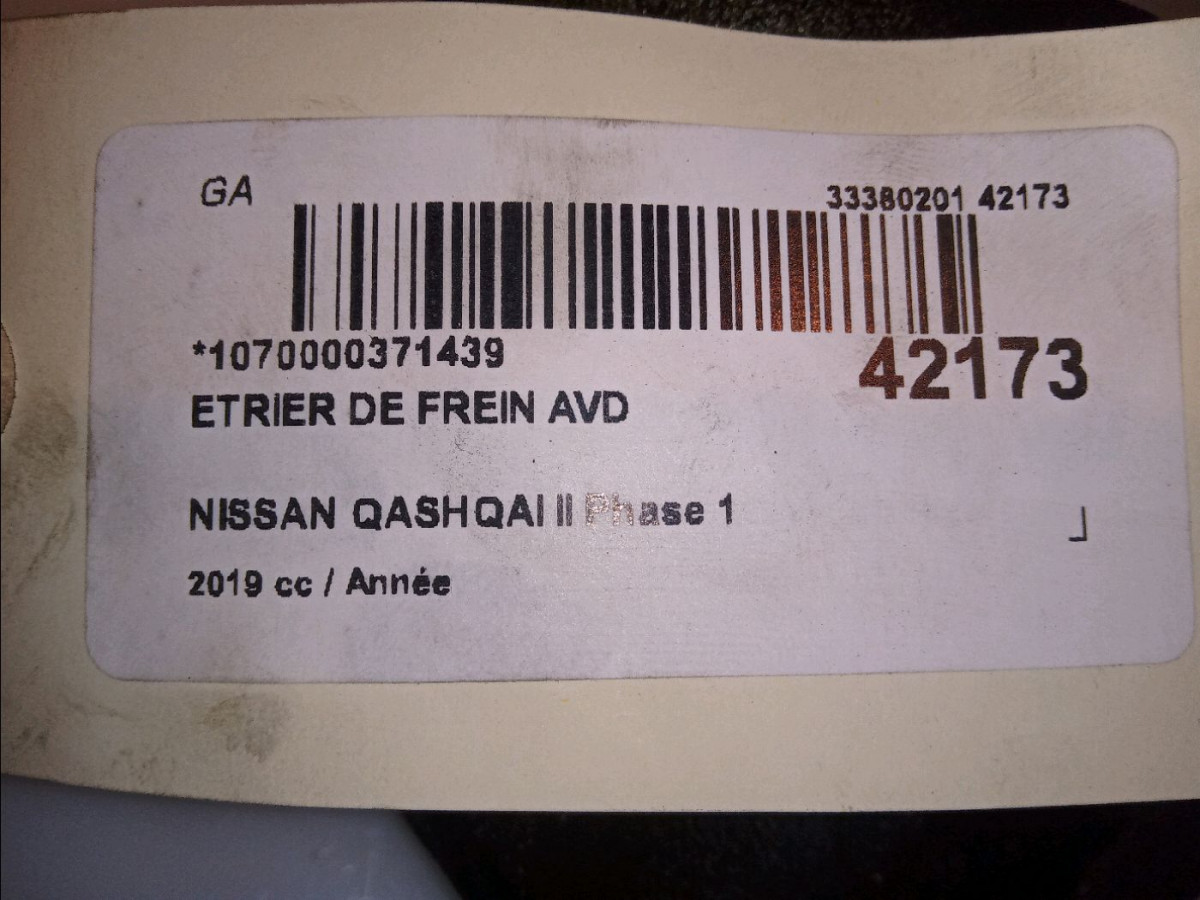 GA
33380201 42173
*1070000371439
42173
ETRIER DE FREIN AVD
NISSAN QASHQAI II Phase 1
2019 cc / Année